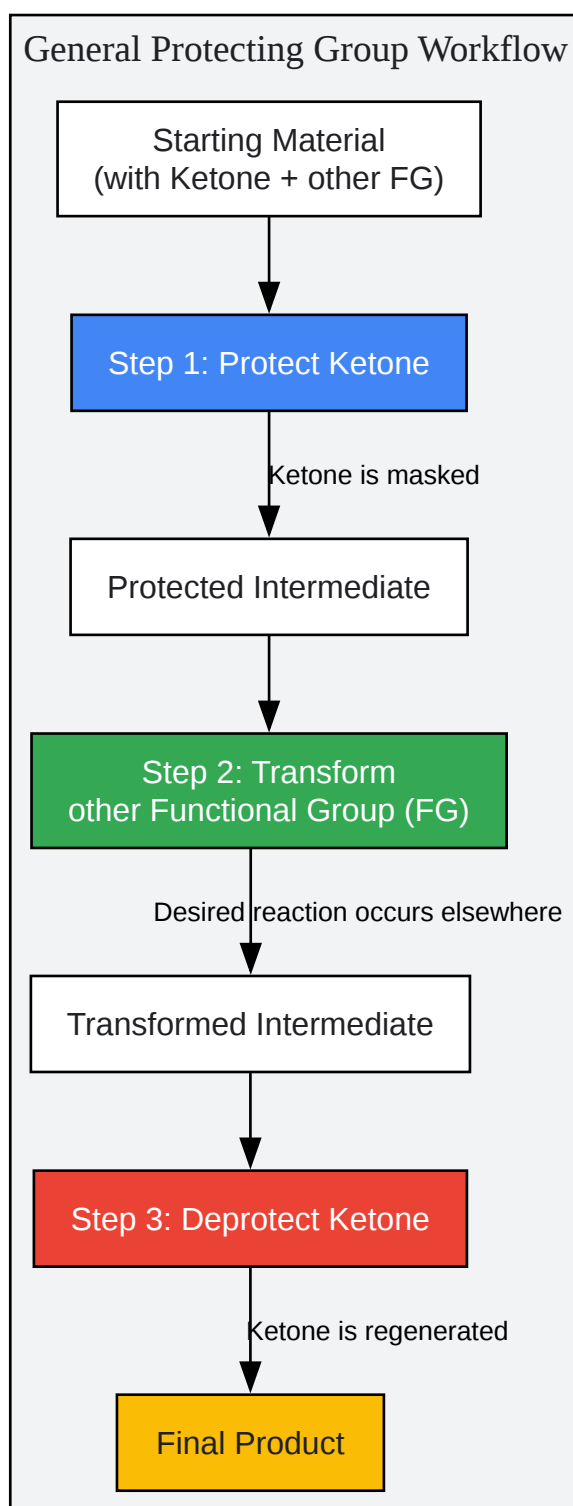 General Protecting Group Workflow
Starting Material
(with Ketone + other FG)
Step 1: Protect Ketone
Ketone is masked
Protected Intermediate
Step 2: Transform
other Functional Group (FG)
Desired reaction occurs elsewhere
Transformed Intermediate
Step 3: Deprotect Ketone
Ketone is regenerated
Final Product